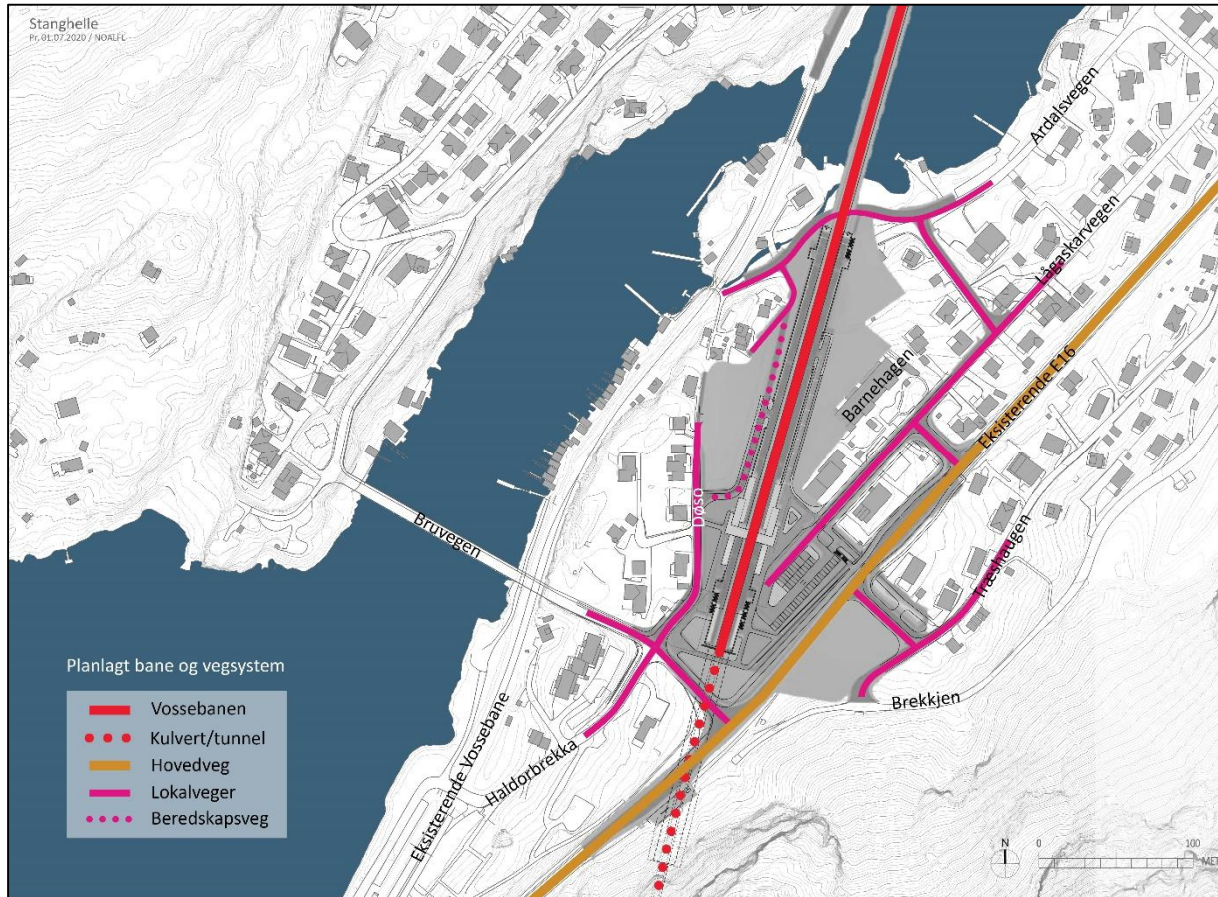 Stanghelle
Pr. 01.07.2020 / NOALFL
Ardalsvegen
Lågaskarvegen
Eksisterende E16
Barnehagen
Træshaugen
Døso
Bruvegen
Brekkjen
Haldorbrekka
Eksisterende Vossebane
Planlagt bane og vegsystem
Vossebanen
Kulvert/tunnel
Hovedveg
Lokalveger
Beredskapsveg
N
0
100